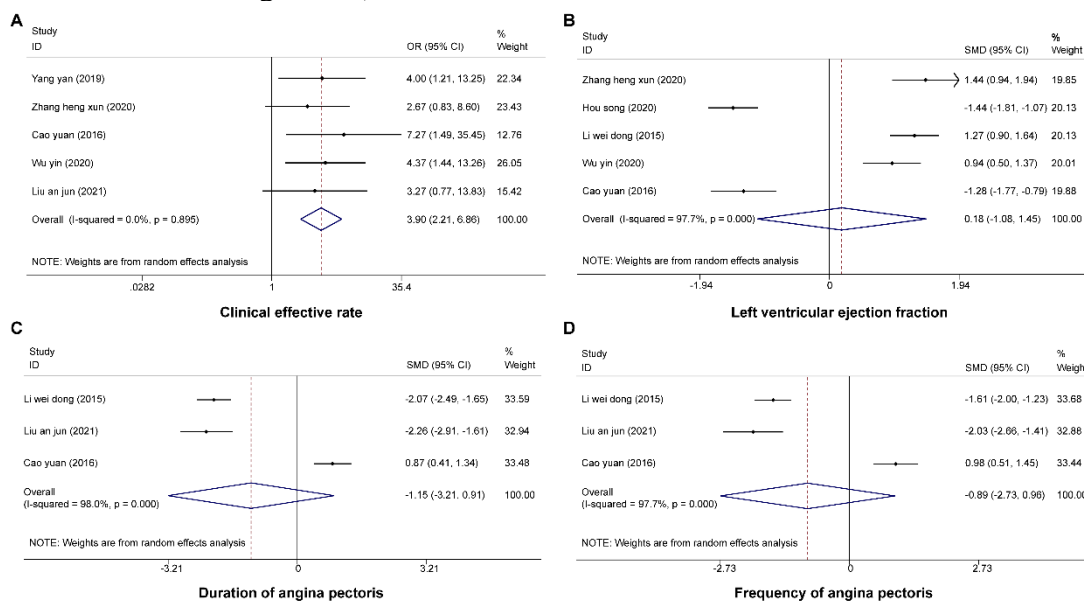 A
Study
ID
OR (95% CI)
%
Weight
Yang yan (2019) 4.00 (1.21, 13.25) 22.34
Zhang heng xun (2020) 2.67 (0.83, 8.60) 23.43
Cao yuan (2016) 7.27 (1.49, 35.45) 12.76
Wu yin (2020) 4.37 (1.44, 13.26) 26.05
Liu an jun (2021) 3.27 (0.77, 13.83) 15.42
Overall (I-squared = 0.0%, p = 0.895) 3.90 (2.21, 6.86) 100.00
NOTE: Weights are from random effects analysis
.0282 1 35.4
Clinical effective rate
B
Study
ID
SMD (95% CI)
%
Weight
Zhang heng xun (2020) 1.44 (0.94, 1.94) 19.85
Hou song (2020) -1.44 (-1.81, -1.07) 20.13
Li wei dong (2015) 1.27 (0.90, 1.64) 20.13
Wu yin (2020) 0.94 (0.50, 1.37) 20.01
Cao yuan (2016) -1.28 (-1.77, -0.79) 19.88
Overall (I-squared = 97.7%, p = 0.000) 0.18 (-1.08, 1.45) 100.00
NOTE: Weights are from random effects analysis
-1.94 0 1.94
Left ventricular ejection fraction
C
Study
ID
SMD (95% CI)
%
Weight
Li wei dong (2015) -2.07 (-2.49, -1.65) 33.59
Liu an jun (2021) -2.26 (-2.91, -1.61) 32.94
Cao yuan (2016) 0.87 (0.41, 1.34) 33.48
Overall
(I-squared = 98.0%, p = 0.000) -1.15 (-3.21, 0.91) 100.00
NOTE: Weights are from random effects analysis
-3.21 0 3.21
Duration of angina pectoris
D
Study
ID
SMD (95% CI)
%
Weight
Li wei dong (2015) -1.61 (-2.00, -1.23) 33.68
Liu an jun (2021) -2.03 (-2.66, -1.41) 32.88
Cao yuan (2016) 0.98 (0.51, 1.45) 33.44
Overall
(I-squared = 97.7%, p = 0.000) -0.89 (-2.73, 0.96) 100.00
NOTE: Weights are from random effects analysis
-2.73 0 2.73
Frequency of angina pectoris